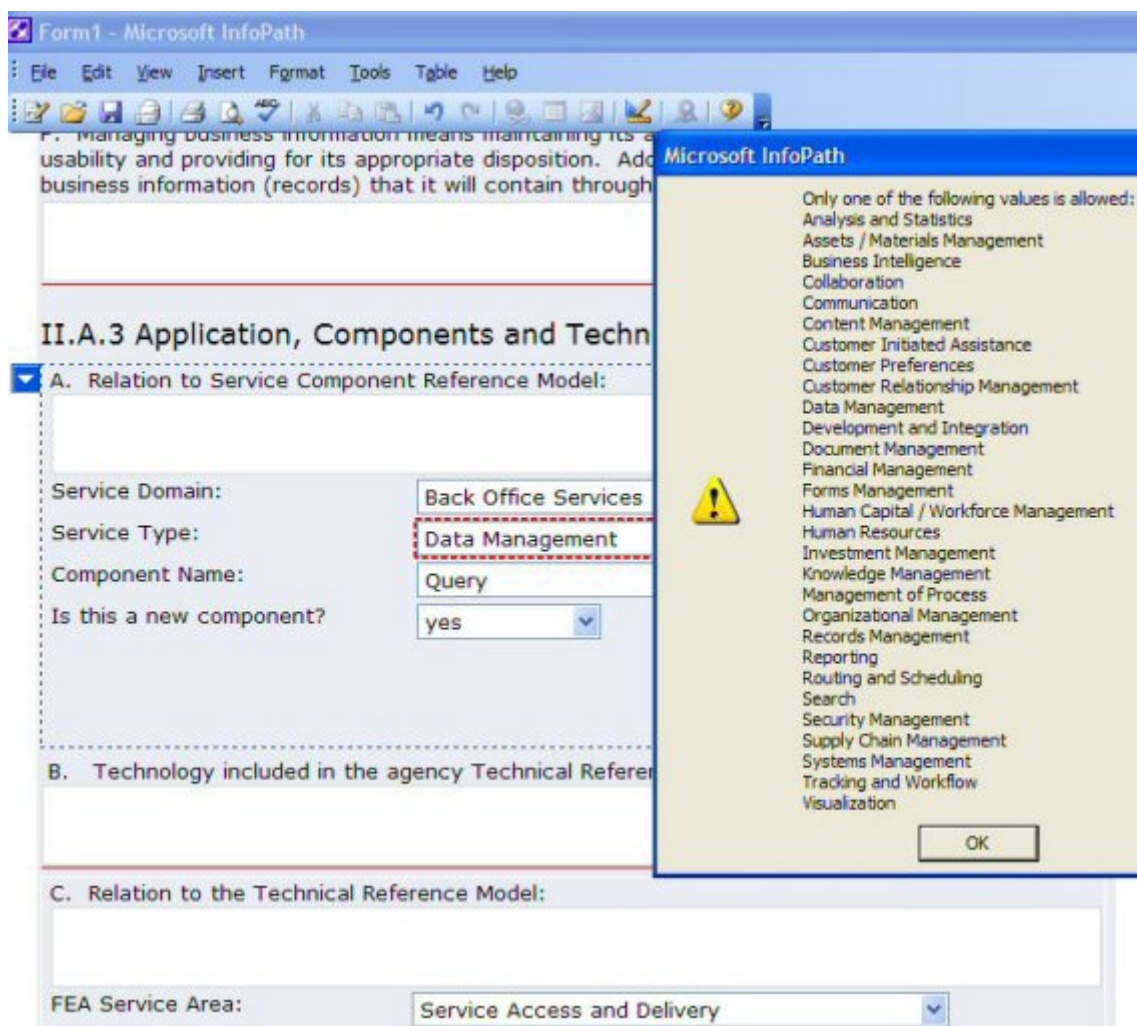 Form1 - Microsoft InfoPath
File Edit View Insert Format Tools Table Help
F. Managing business information means maintaining its a
usability and providing for its appropriate disposition. Add
business information (records) that it will contain through
II.A.3 Application, Components and Techn
A. Relation to Service Component Reference Model:
Service Domain: Back Office Services
Service Type: Data Management
Component Name: Query
Is this a new component? yes
B. Technology included in the agency Technical Referen
C. Relation to the Technical Reference Model:
FEA Service Area: Service Access and Delivery
Microsoft InfoPath
Only one of the following values is allowed:
Analysis and Statistics
Assets / Materials Management
Business Intelligence
Collaboration
Communication
Content Management
Customer Initiated Assistance
Customer Preferences
Customer Relationship Management
Data Management
Development and Integration
Document Management
Financial Management
Forms Management
Human Capital / Workforce Management
Human Resources
Investment Management
Knowledge Management
Management of Process
Organizational Management
Records Management
Reporting
Routing and Scheduling
Search
Security Management
Supply Chain Management
Systems Management
Tracking and Workflow
Visualization
OK